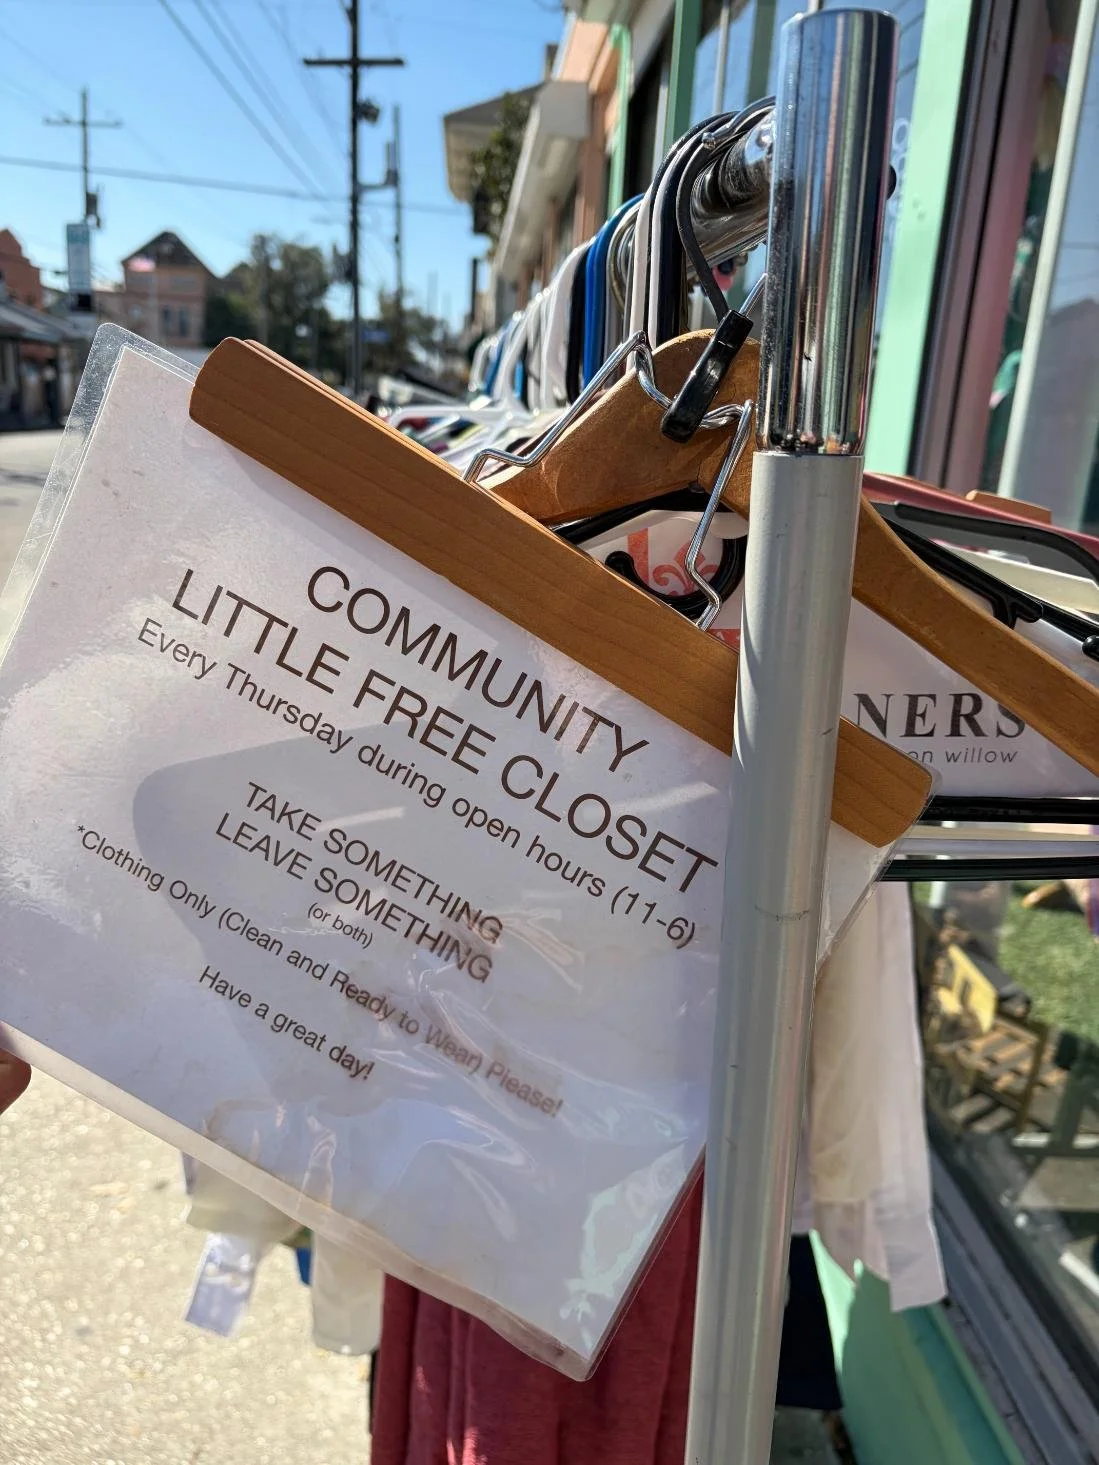 COMMUNITY
LITTLE FREE CLOSET
Every Thursday during open hours (11-6)
TAKE SOMETHING
LEAVE SOMETHING
(or both)
*Clothing Only (Clean and Ready to Wear) Please!
Have a great day!
NERS
on willow